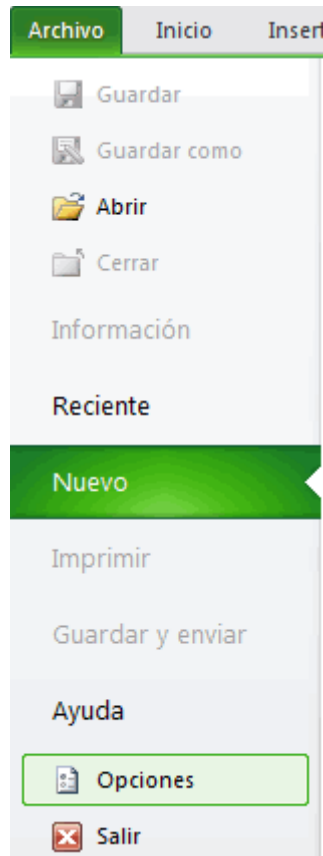 Archivo Inicio Insert
Guardar
Guardar como
Abrir
Cerrar
Información
Reciente
Nuevo
Imprimir
Guardar y enviar
Ayuda
Opciones
Salir